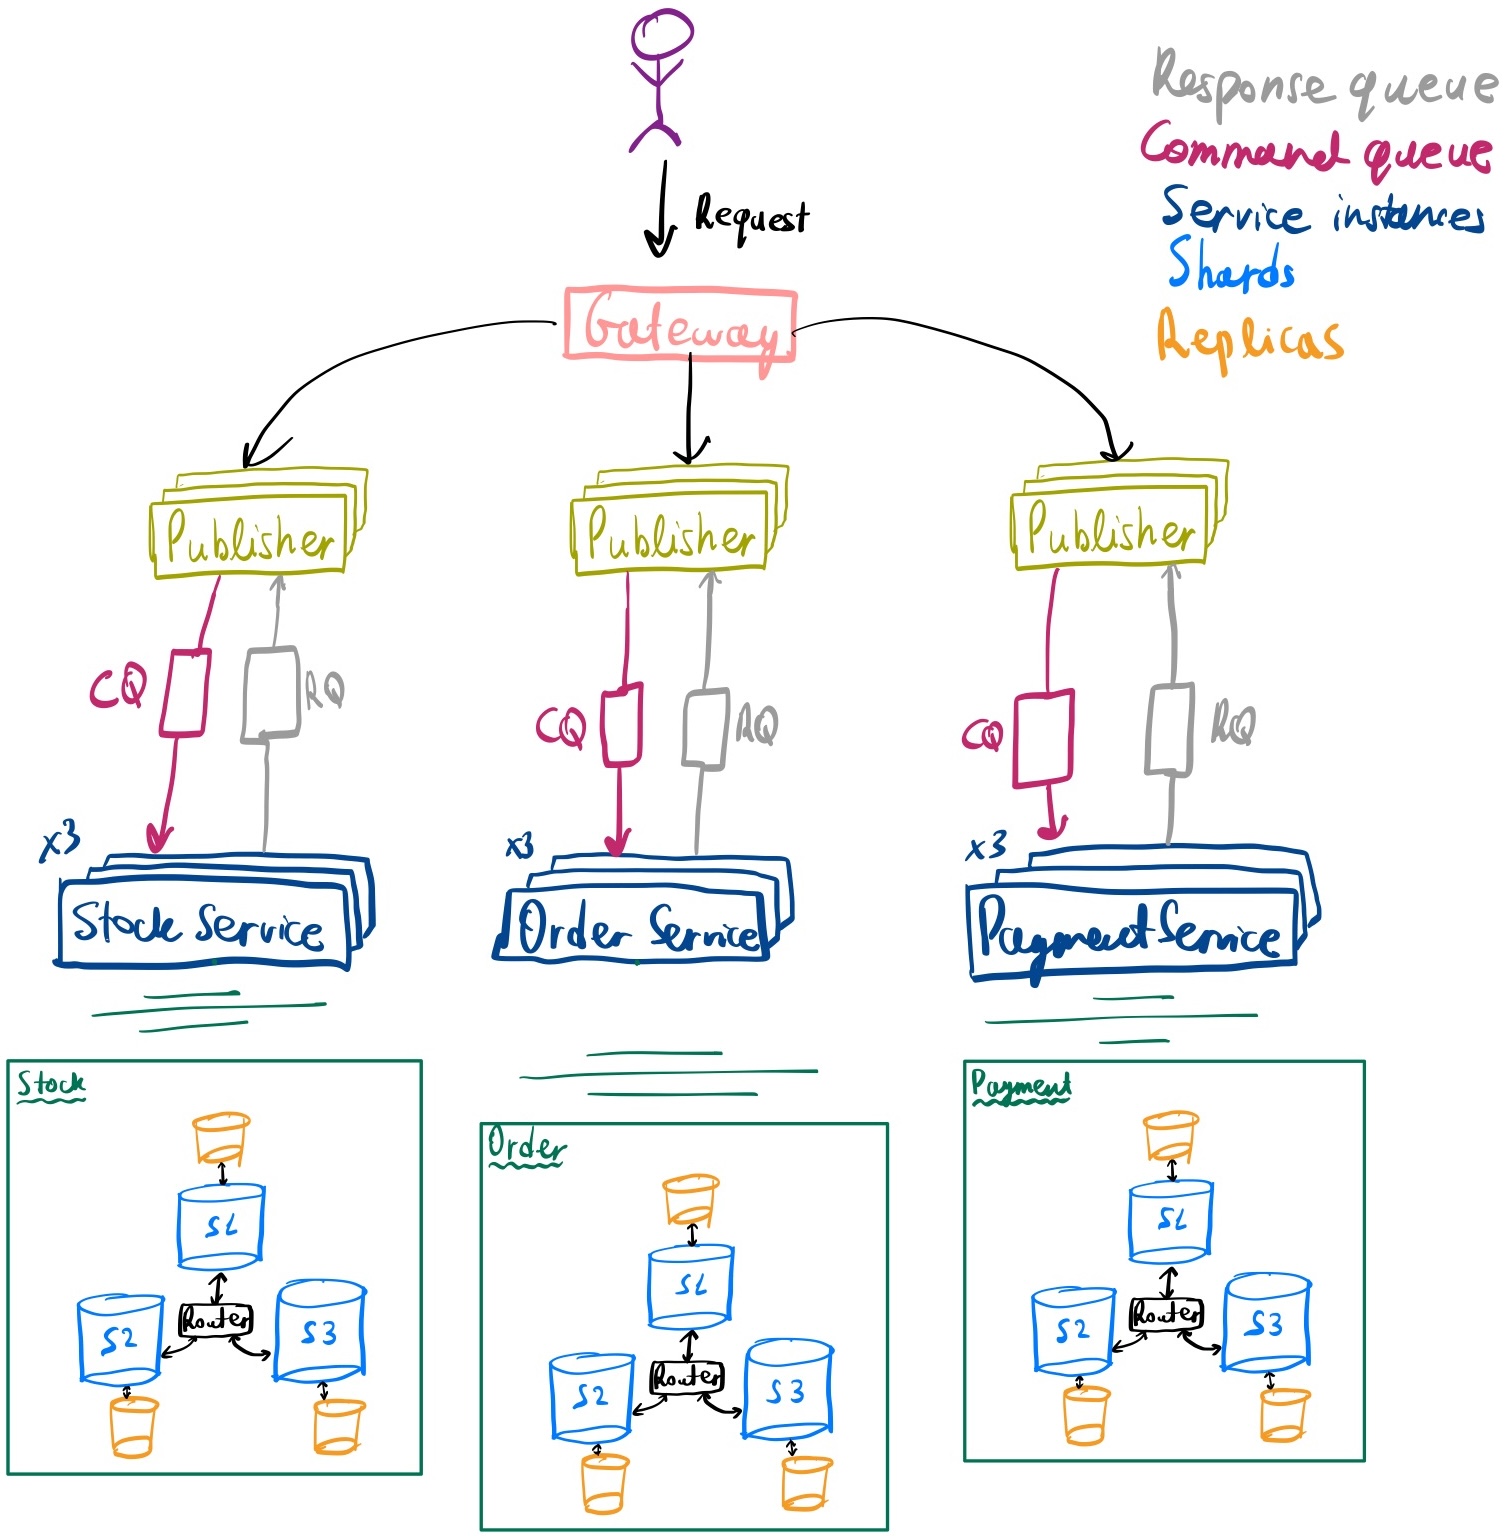 Response queue
Command queue
Service instances
Shards
Replicas
Request
Gateway
Publisher
Publisher
Publisher
CQ
RQ
CQ
RQ
CQ
RQ
x3
Stock Service
x3
Order Service
x3
Payment Service
Stock
S1
S2
Router
S3
Order
S1
S2
Router
S3
Payment
S1
S2
Router
S3